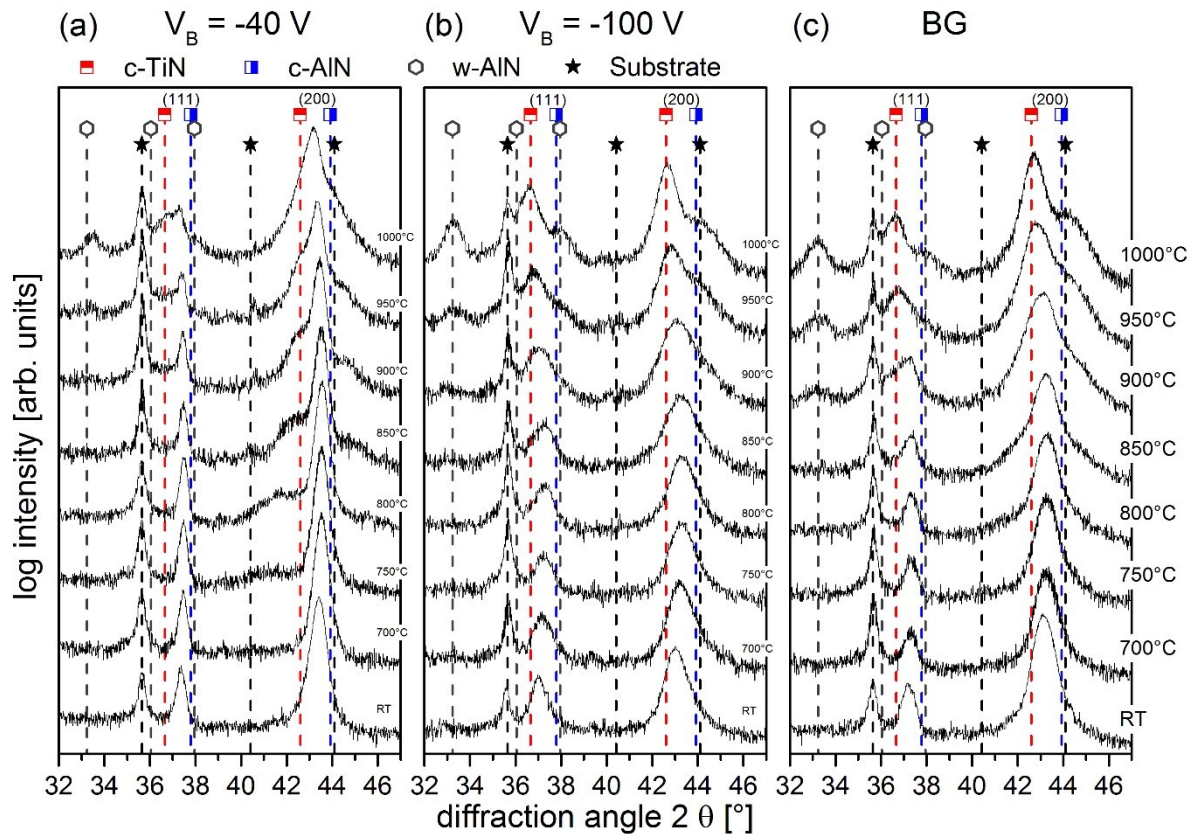 (a) V_B = -40 V
(b) V_B = -100 V
(c) BG
c-TiN c-AlN w-AlN Substrate
(111) (200)
(111) (200)
(111) (200)
log intensity [arb. units]
1000°C
950°C
900°C
850°C
800°C
750°C
700°C
RT
1000°C
950°C
900°C
850°C
800°C
750°C
700°C
RT
1000°C
950°C
900°C
850°C
800°C
750°C
700°C
RT
32 34 36 38 40 42 44 46
32 34 36 38 40 42 44 46
32 34 36 38 40 42 44 46
diffraction angle 2 θ [°]